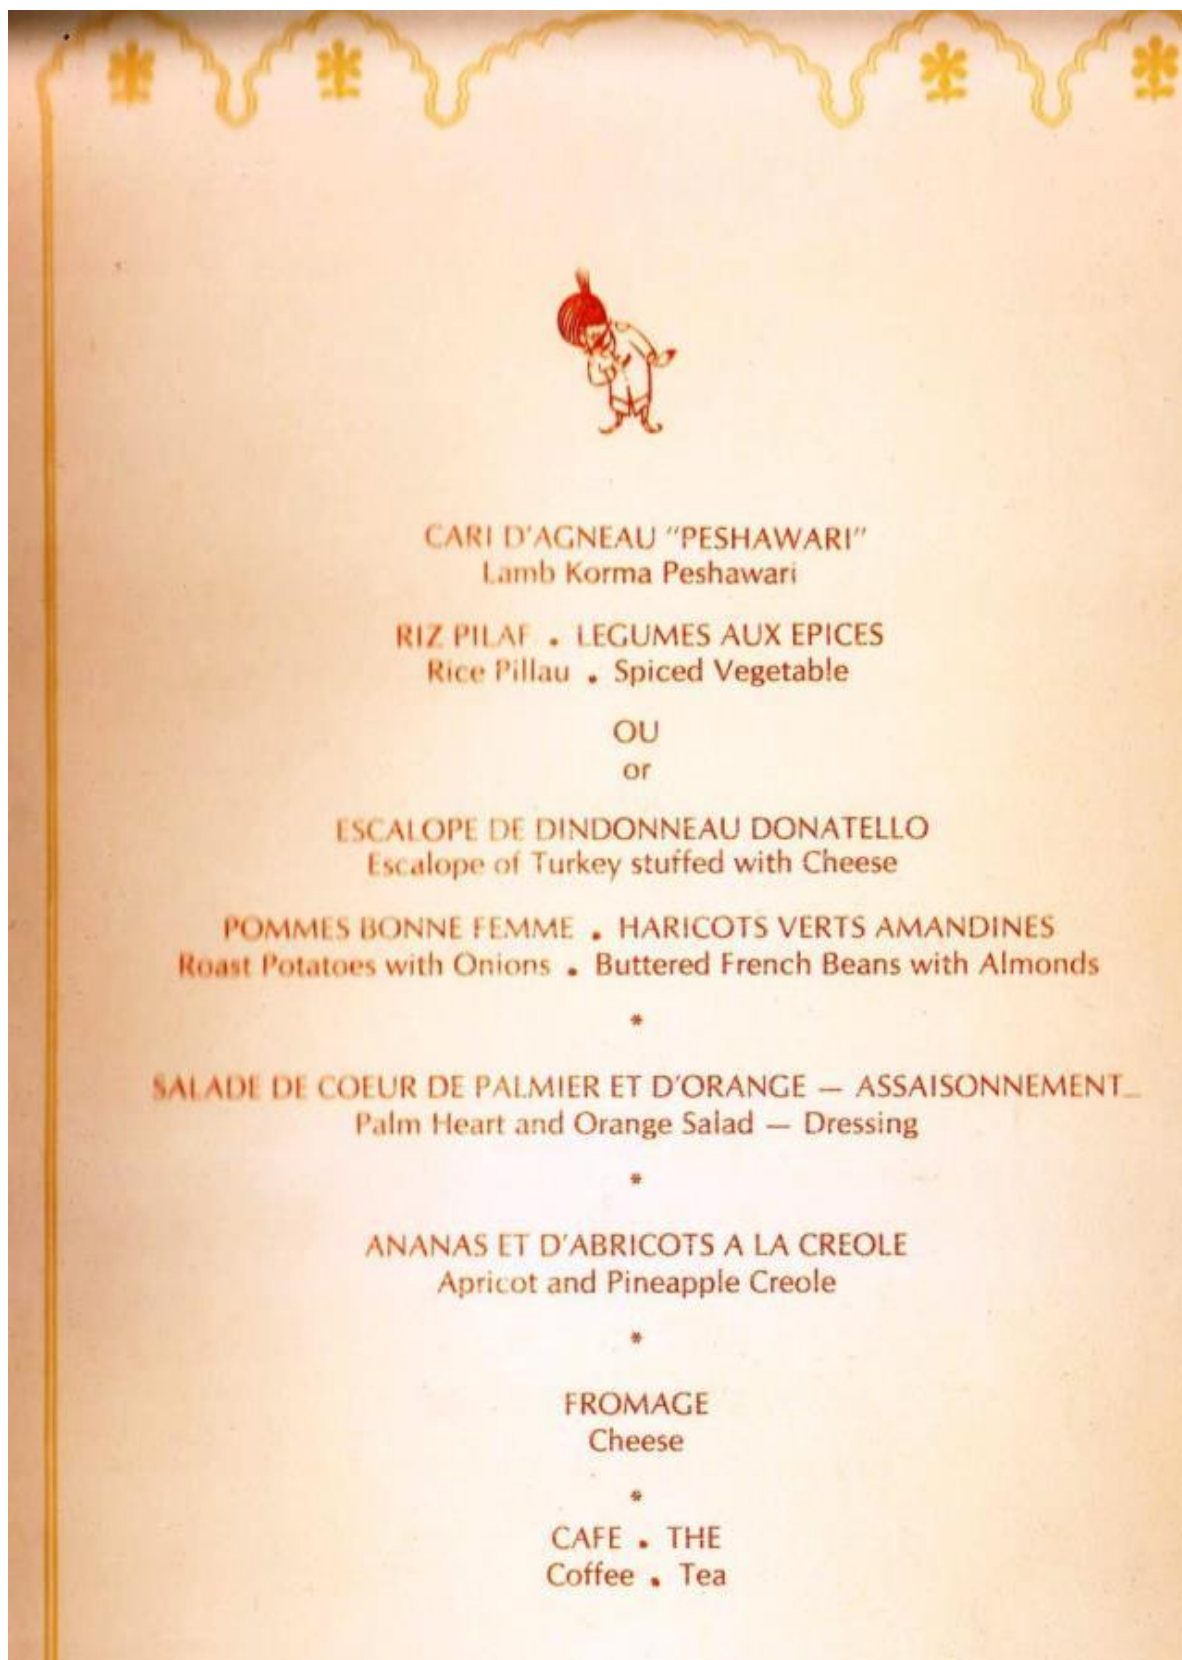 CARI D'AGNEAU "PESHAWARI"
Lamb Korma Peshawari
RIZ PILAF . LEGUMES AUX EPICES
Rice Pillau . Spiced Vegetable
OU
or
ESCALOPE DE DINDONNEAU DONATELLO
Escalope of Turkey stuffed with Cheese
POMMES BONNE FEMME . HARICOTS VERTS AMANDINES
Roast Potatoes with Onions . Buttered French Beans with Almonds
*
SALADE DE COEUR DE PALMIER ET D'ORANGE — ASSAISONNEMENT
Palm Heart and Orange Salad — Dressing
*
ANANAS ET D'ABRICOTS A LA CREOLE
Apricot and Pineapple Creole
*
FROMAGE
Cheese
*
CAFE . THE
Coffee . Tea